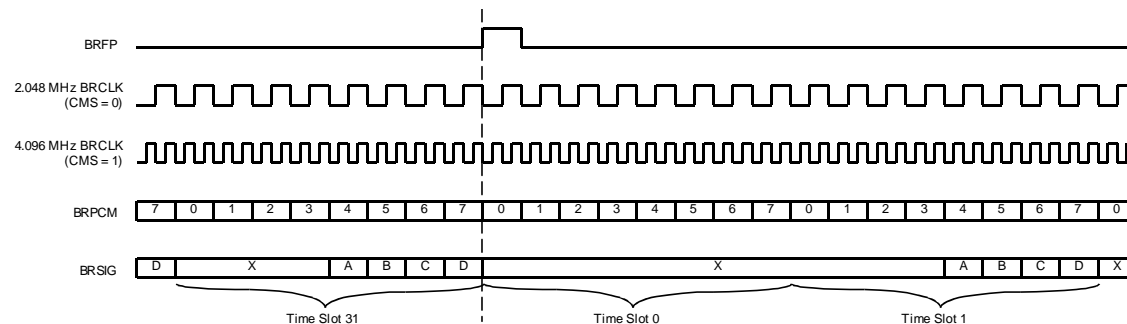 BRFP
2.048 MHz BRCLK
(CMS = 0)
4.096 MHz BRCLK
(CMS = 1)
BRPCM 7 0 1 2 3 4 5 6 7 0 1 2 3 4 5 6 7 0 1 2 3 4 5 6 7 0
BRSIG D X A B C D X A B C D X
Time Slot 31 Time Slot 0 Time Slot 1